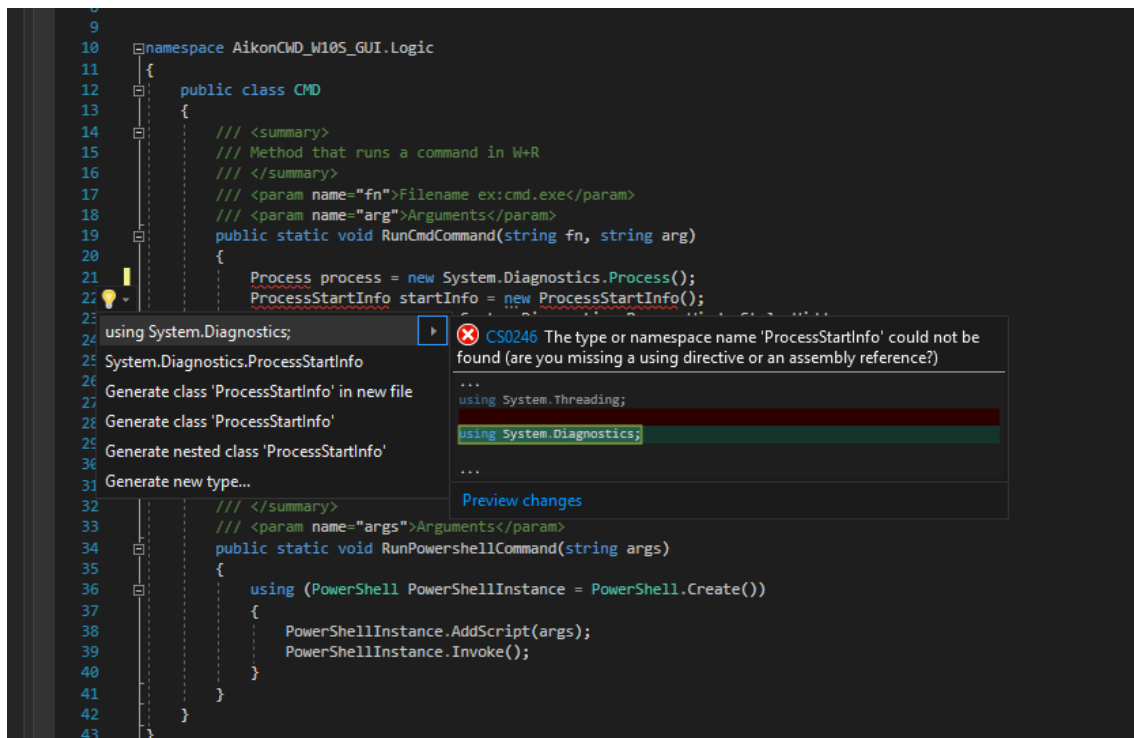 8
9
10 namespace AikonCWD_W10S_GUI.Logic
11 {
12 public class CMD
13 {
14 /// <summary>
15 /// Method that runs a command in W+R
16 /// </summary>
17 /// <param name="fn">Filename ex:cmd.exe</param>
18 /// <param name="arg">Arguments</param>
19 public static void RunCmdCommand(string fn, string arg)
20 {
21 Process process = new System.Diagnostics.Process();
22 ProcessStartInfo startInfo = new ProcessStartInfo();
23
24
25
26
27
28
29
30
31
using System.Diagnostics;
System.Diagnostics.ProcessStartInfo
Generate class 'ProcessStartInfo' in new file
Generate class 'ProcessStartInfo'
Generate nested class 'ProcessStartInfo'
Generate new type...
CS0246 The type or namespace name 'ProcessStartInfo' could not be
found (are you missing a using directive or an assembly reference?)
...
using System.Threading;
using System.Diagnostics;
...
Preview changes
32 /// </summary>
33 /// <param name="args">Arguments</param>
34 public static void RunPowershellCommand(string args)
35 {
36 using (PowerShell PowerShellInstance = PowerShell.Create())
37 {
38 PowerShellInstance.AddScript(args);
39 PowerShellInstance.Invoke();
40 }
41 }
42 }
43 }